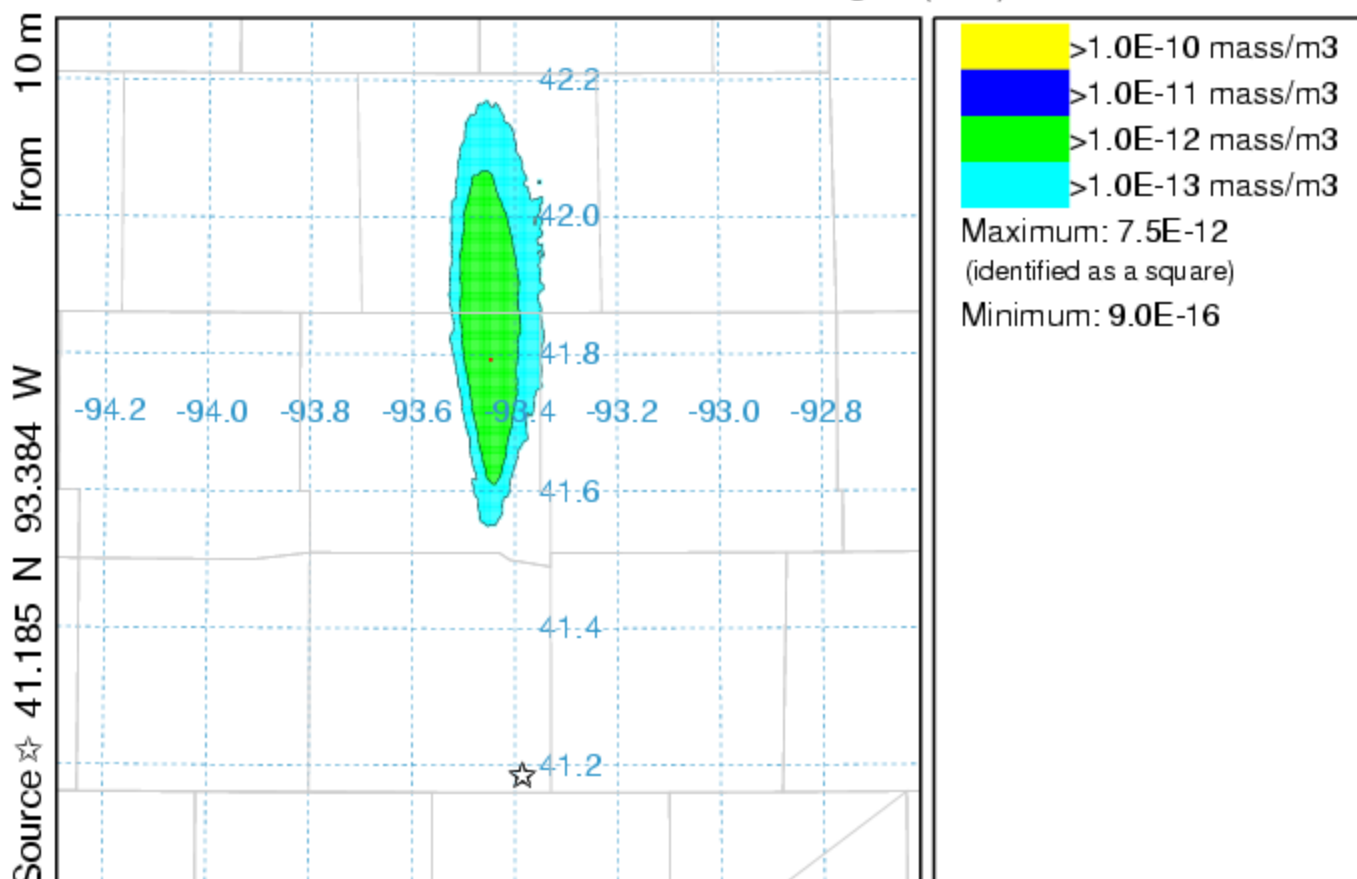 Source ☆ 41.185 N 93.384 W from 10 m
42.2
42.0
41.8
-94.2 -94.0 -93.8 -93.6 -93.4 -93.2 -93.0 -92.8
41.6
41.4
41.2
>1.0E-10 mass/m3
>1.0E-11 mass/m3
>1.0E-12 mass/m3
>1.0E-13 mass/m3
Maximum: 7.5E-12
(identified as a square)
Minimum: 9.0E-16